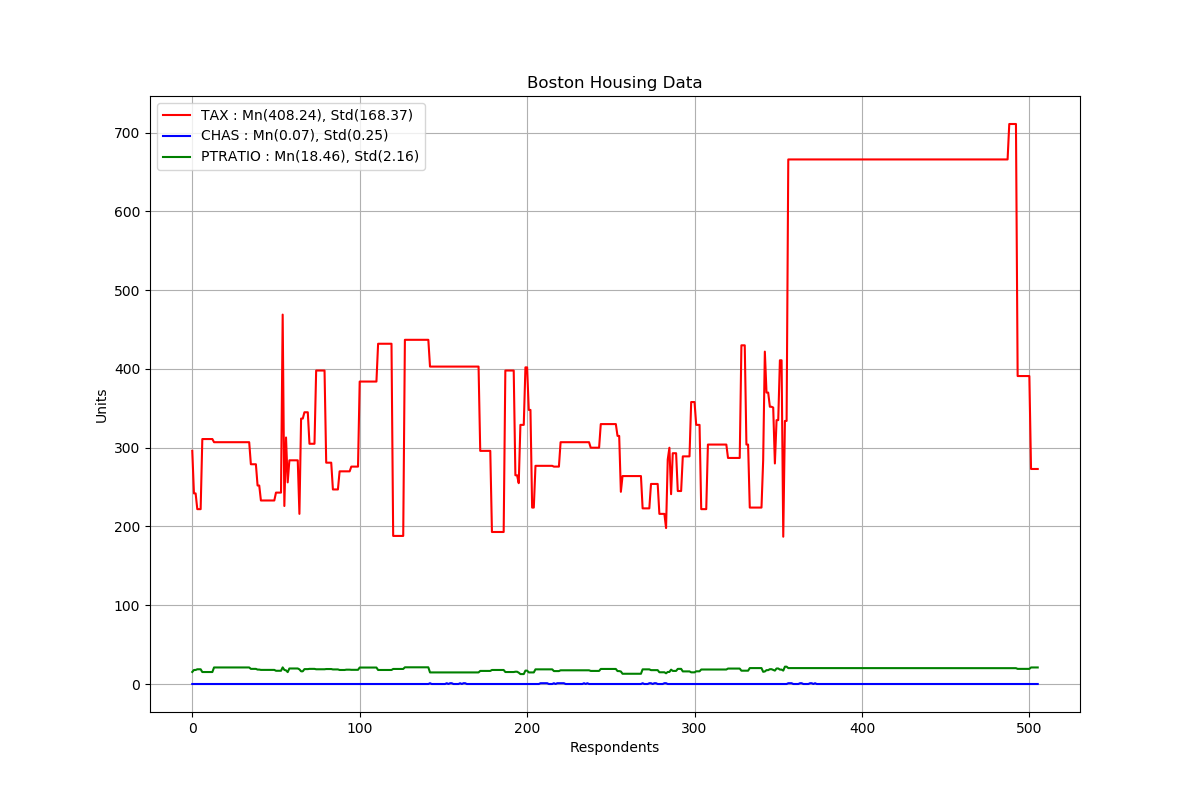 Boston Housing Data
TAX : Mn(408.24), Std(168.37)
CHAS : Mn(0.07), Std(0.25)
PTRATIO : Mn(18.46), Std(2.16)
700
600
500
400
300
200
100
0
Units
0 100 200 300 400 500
Respondents